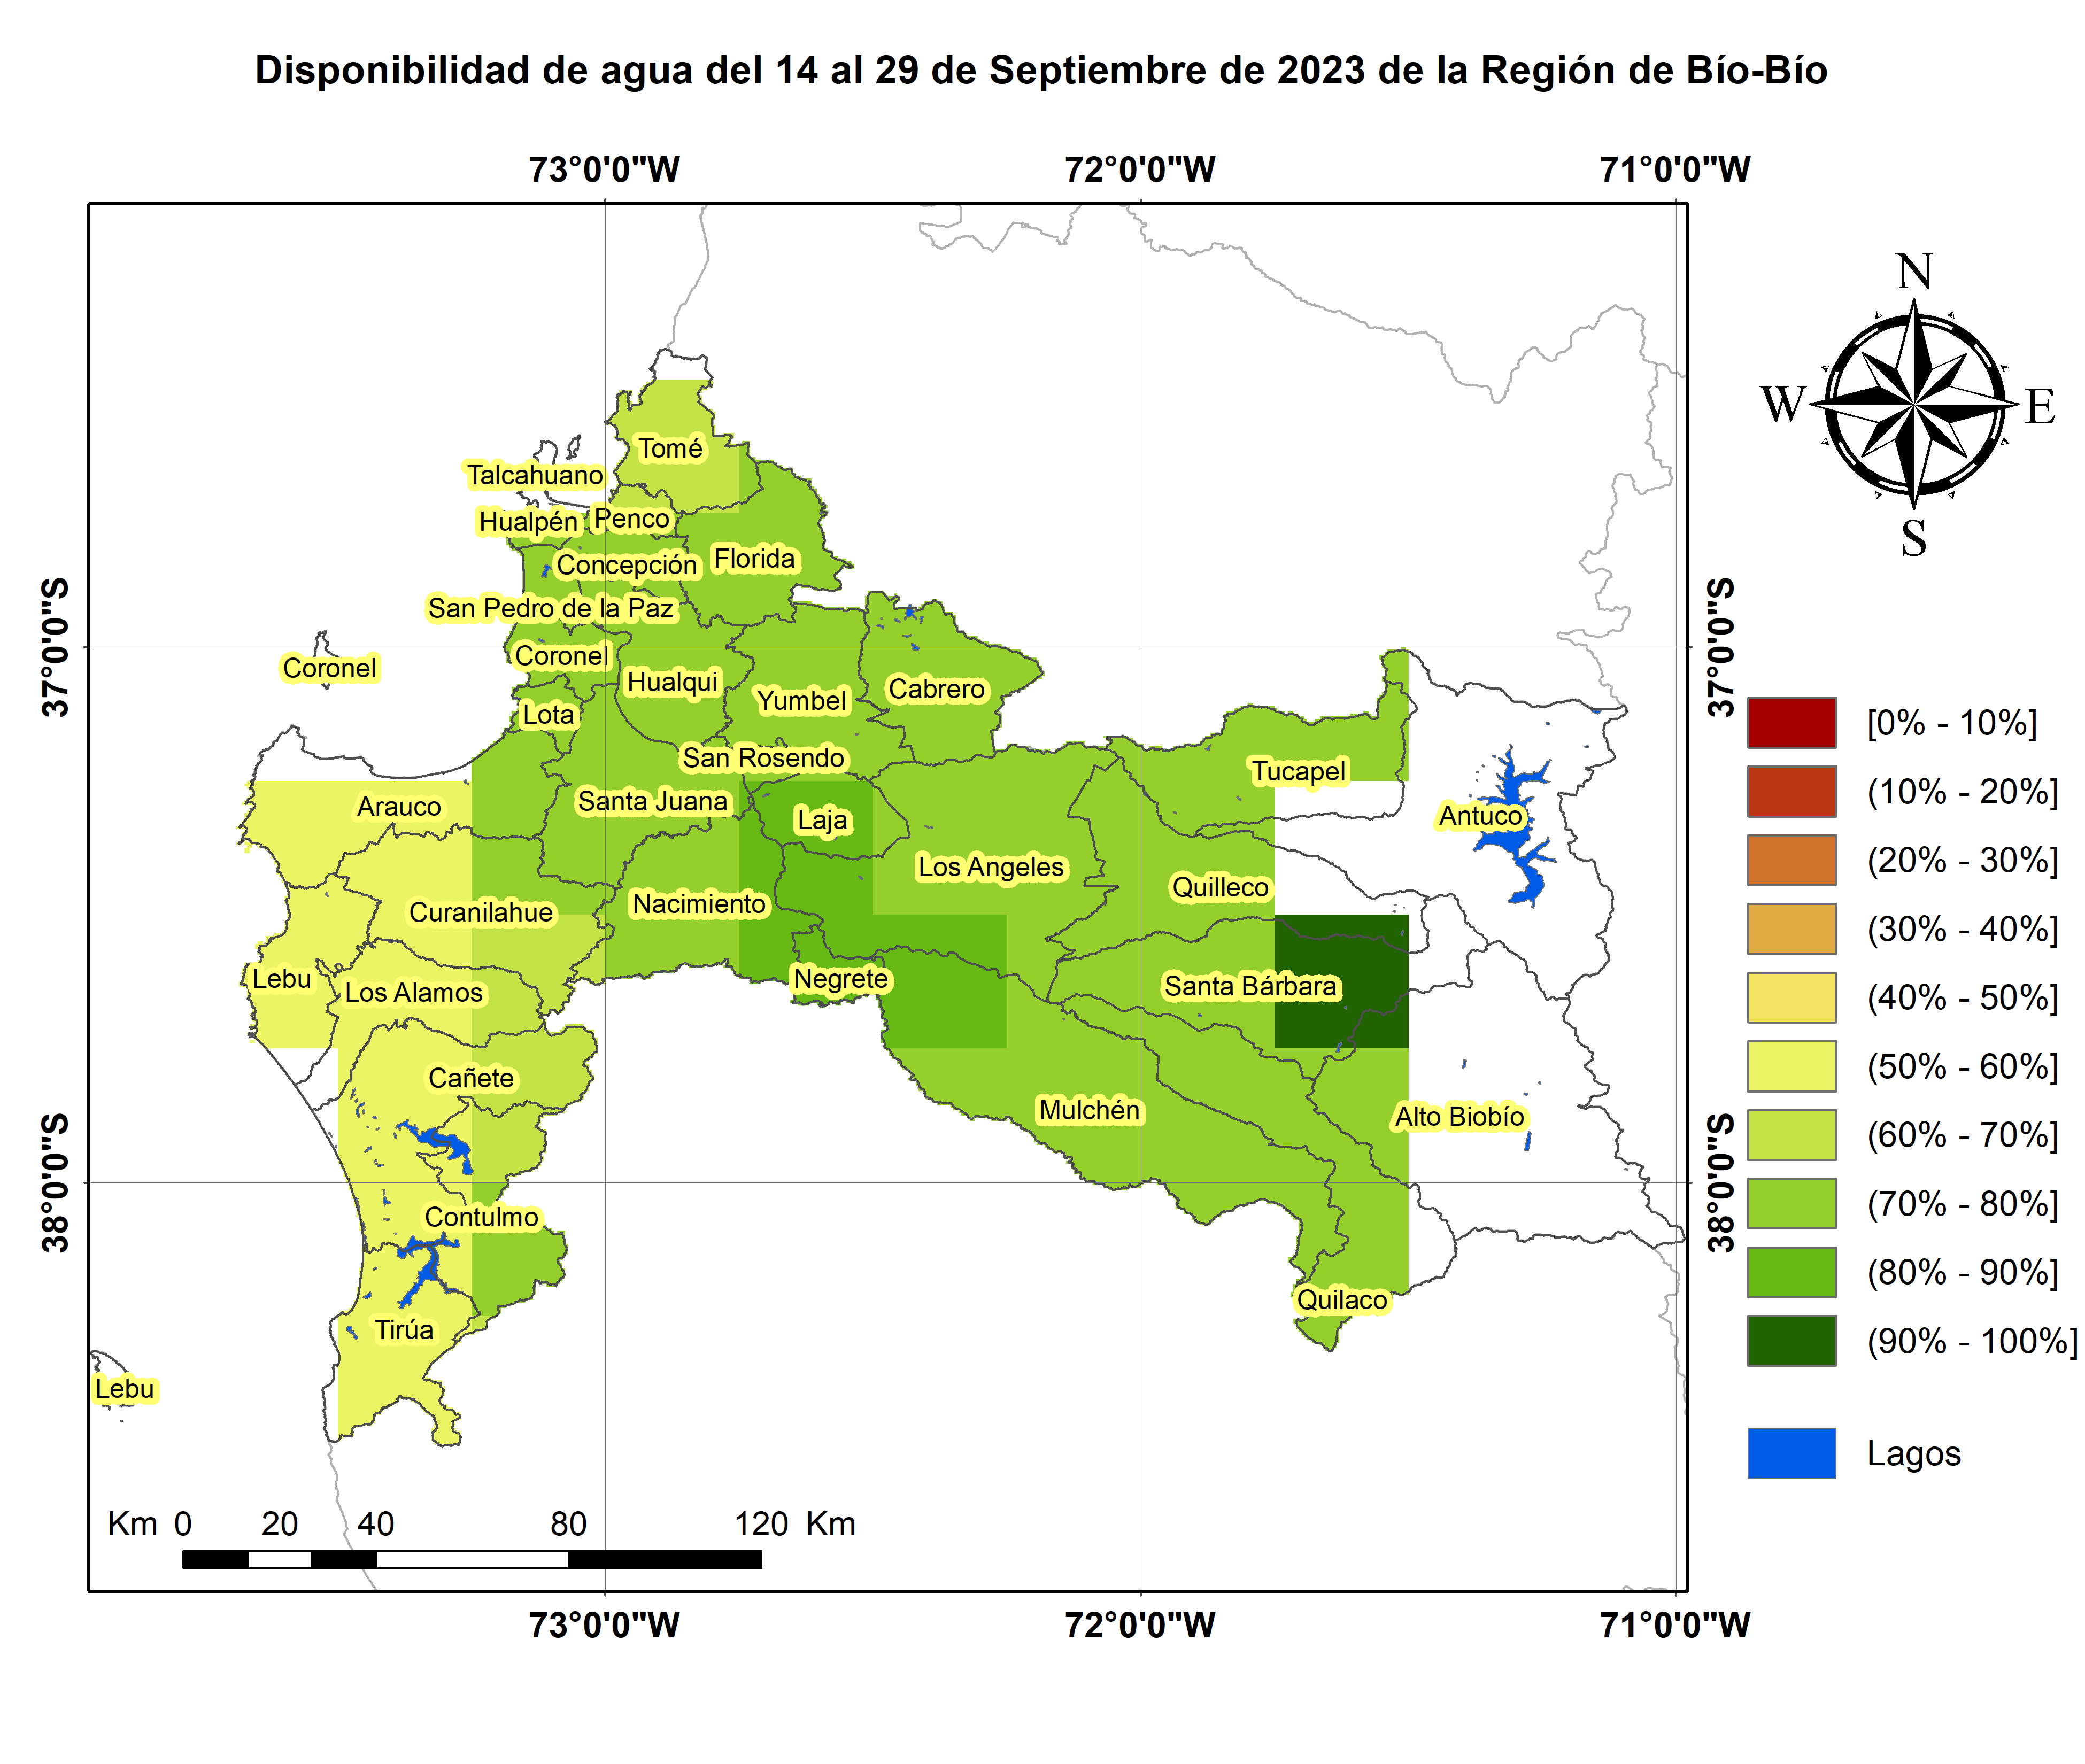 Disponibilidad de agua del 14 al 29 de Septiembre de 2023 de la Región de Bío-Bío
73°0'0"W
72°0'0"W
71°0'0"W
N
W
E
S
Tomé
Talcahuano
Hualpén
Penco
Concepción
Florida
San Pedro de la Paz
37°0'0"S
37°0'0"S
Coronel
Coronel
Hualqui
Yumbel
Cabrero
Lota
San Rosendo
Tucapel
Arauco
Santa Juana
Laja
Antuco
Los Angeles
Quilleco
Curanilahue
Nacimiento
Lebu
Los Alamos
Negrete
Santa Bárbara
Cañete
Mulchén
Alto Biobío
38°0'0"S
38°0'0"S
Contulmo
Quilaco
Tirúa
Lebu
[0% - 10%]
(10% - 20%]
(20% - 30%]
(30% - 40%]
(40% - 50%]
(50% - 60%]
(60% - 70%]
(70% - 80%]
(80% - 90%]
(90% - 100%]
Lagos
Km 0 20 40 80 120 Km
73°0'0"W
72°0'0"W
71°0'0"W